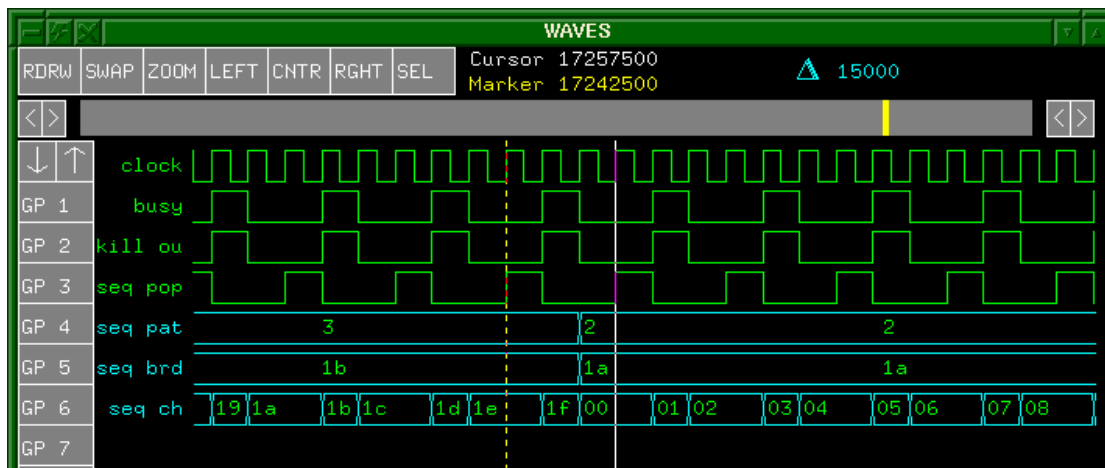 WAVES
RDRW SWAP ZOOM LEFT CNTR RGHT SEL
Cursor 17257500
Marker 17242500
Δ 15000
clock
GP 1 busy
GP 2 kill ou
GP 3 seq pop
GP 4 seq pat 3 2 2
GP 5 seq brd 1b 1a 1a
GP 6 seq ch 19 1a 1b 1c 1d 1e 1f 00 01 02 03 04 05 06 07 08
GP 7